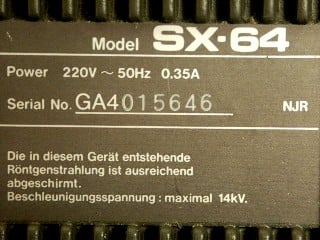 Model SX-64
Power 220V ~ 50Hz 0.35A
Serial No. GA4015646 NJR
Die in diesem Gerät entstehende
Röntgenstrahlung ist ausreichend
abgeschirmt.
Beschleunigungsspannung : maximal 14kV.